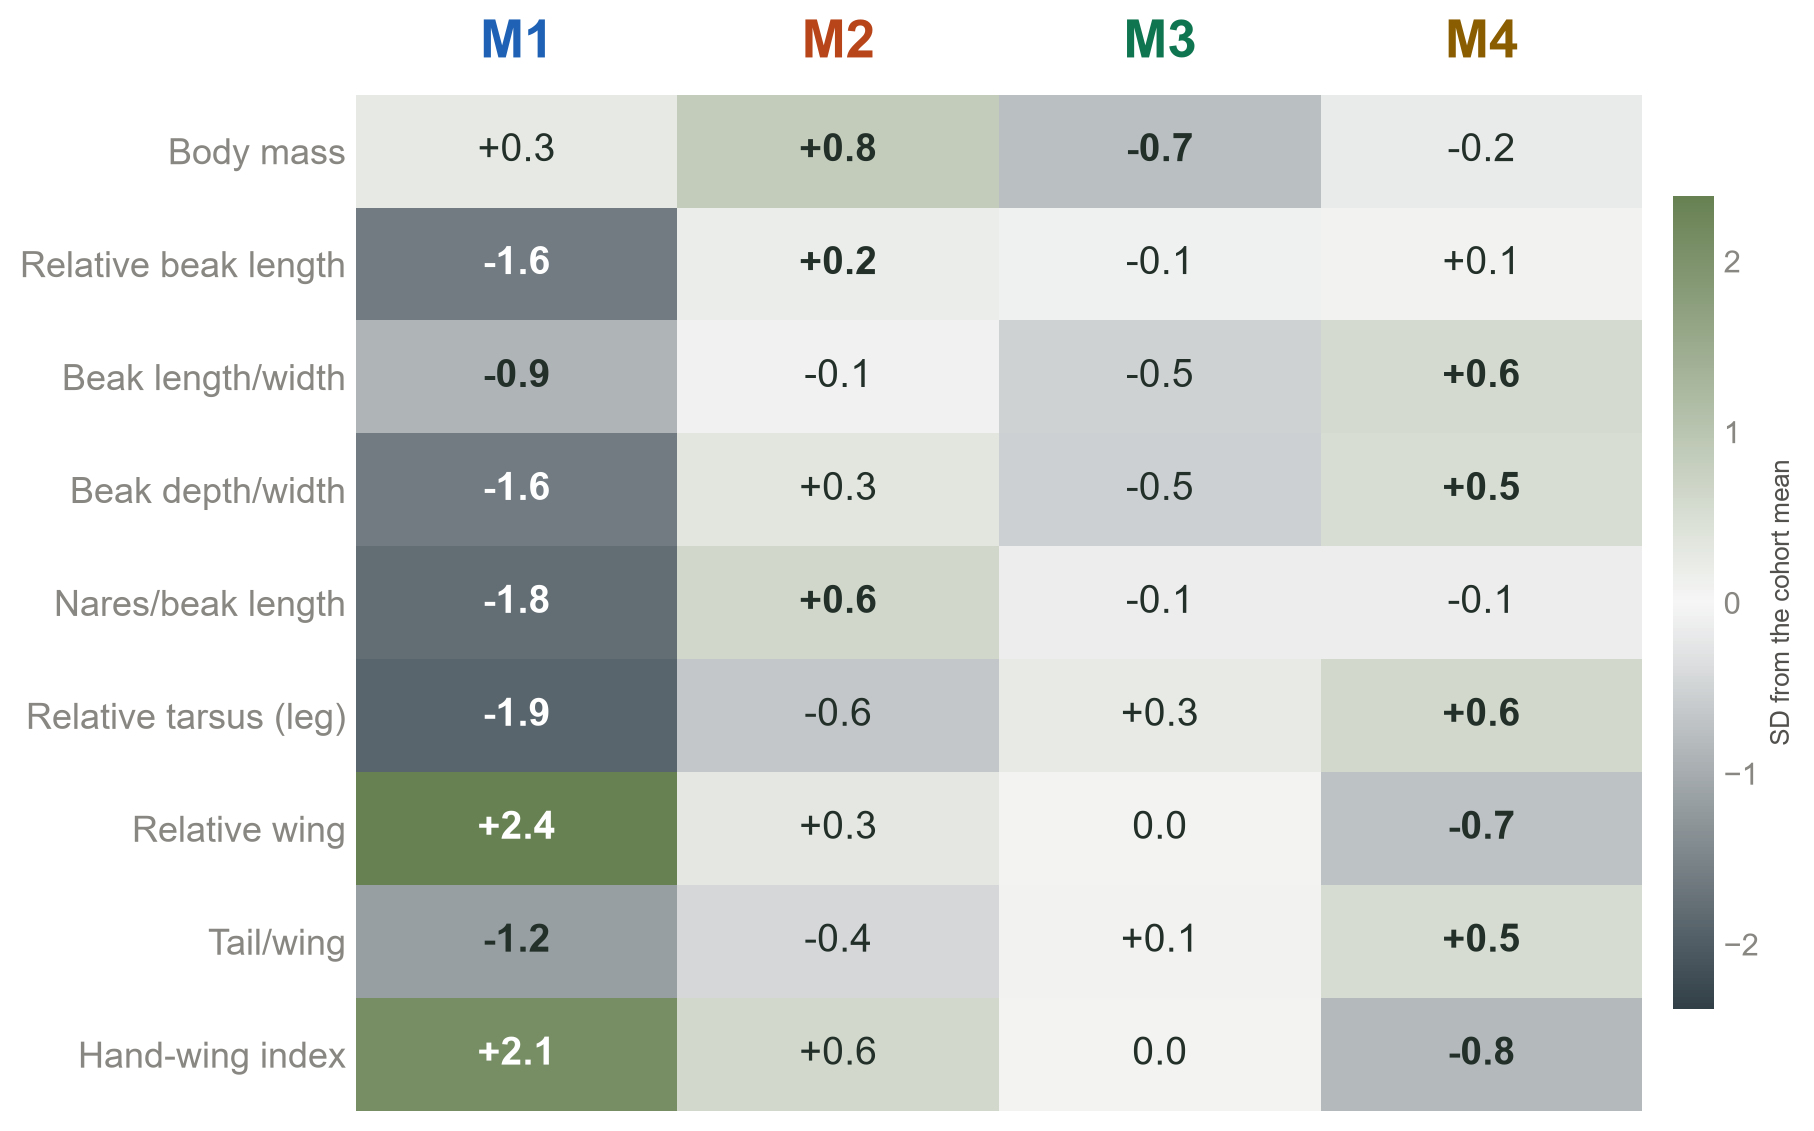 M1 M2 M3 M4
Body mass +0.3 +0.8 -0.7 -0.2
Relative beak length -1.6 +0.2 -0.1 +0.1
Beak length/width -0.9 -0.1 -0.5 +0.6
Beak depth/width -1.6 +0.3 -0.5 +0.5
Nares/beak length -1.8 +0.6 -0.1 -0.1
Relative tarsus (leg) -1.9 -0.6 +0.3 +0.6
Relative wing +2.4 +0.3 0.0 -0.7
Tail/wing -1.2 -0.4 +0.1 +0.5
Hand-wing index +2.1 +0.6 0.0 -0.8
2
1
0
−1
−2
SD from the cohort mean